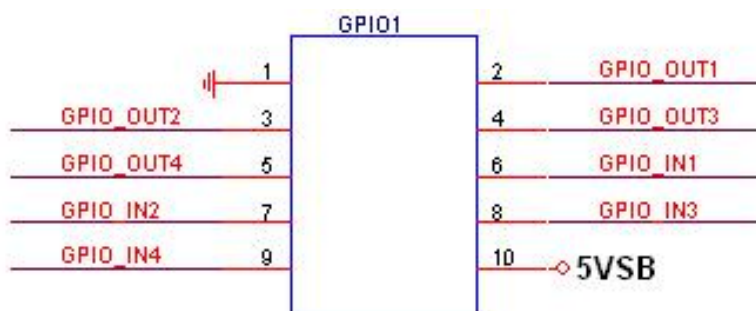 GPIO1
1 2 GPIO_OUT1
GPIO_OUT2 3 4 GPIO_OUT3
GPIO_OUT4 5 6 GPIO_IN1
GPIO_IN2 7 8 GPIO_IN3
GPIO_IN4 9 10 5VSB